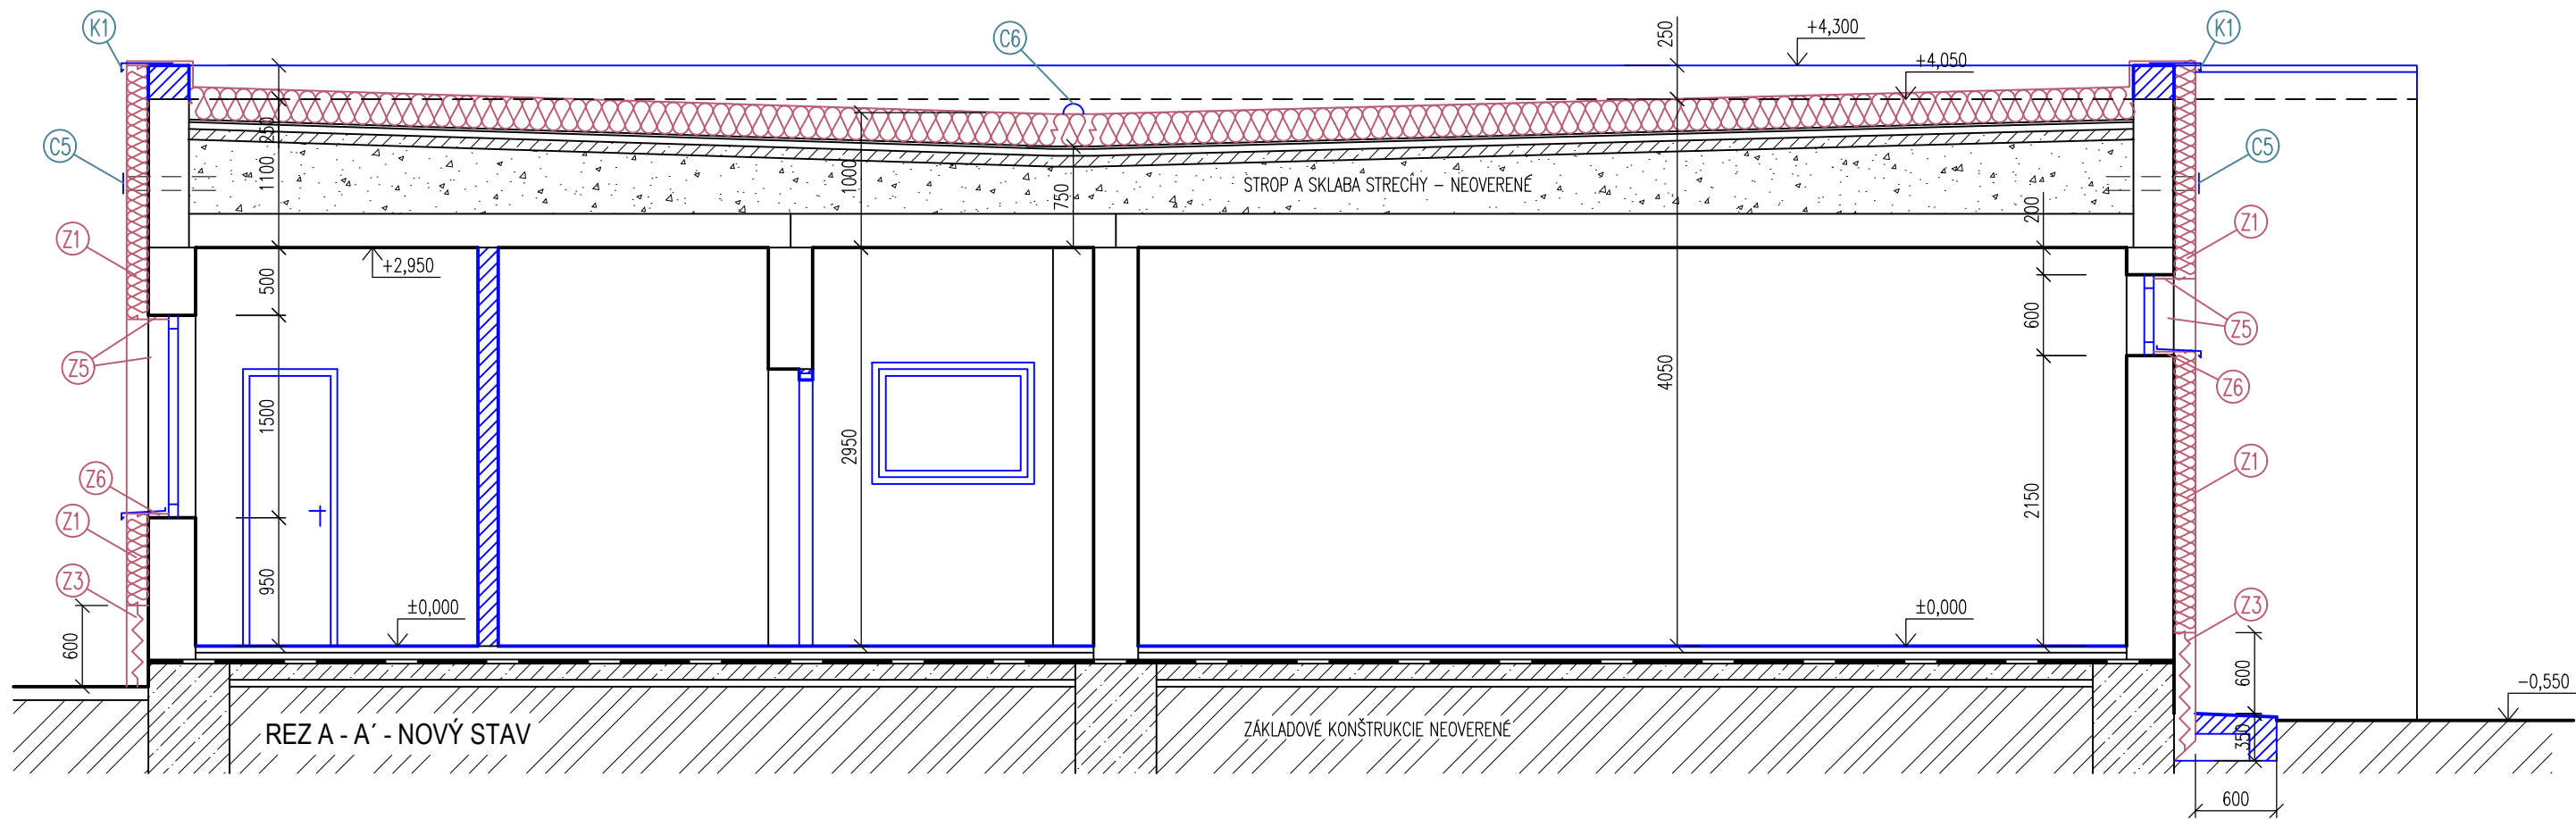 K1
C6
250
+4,300
K1
+4,050
C5
250
1100
1000
750
STROP A SKLABA STRECHY – NEOVERENÉ
200
C5
Z1
+2,950
500
Z1
Z5
1500
2950
4050
600
Z5
Z6
Z6
Z1
950
±0,000
2150
Z1
Z3
600
±0,000
Z3
600
-0,550
REZ A - A´ - NOVÝ STAV
ZÁKLADOVÉ KONŠTRUKCIE NEOVERENÉ
350
600